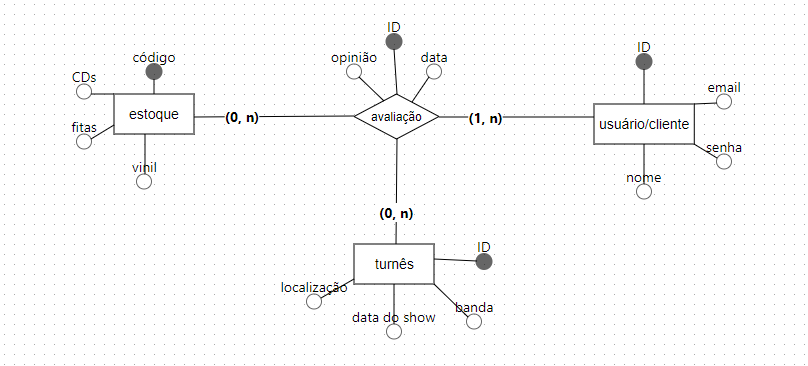 ID
opinião
data
código
CDs
estoque
(0, n)
avaliação
(1, n)
ID
email
usuário/cliente
fitas
senha
vinil
nome
(0, n)
ID
turnês
localização
banda
data do show